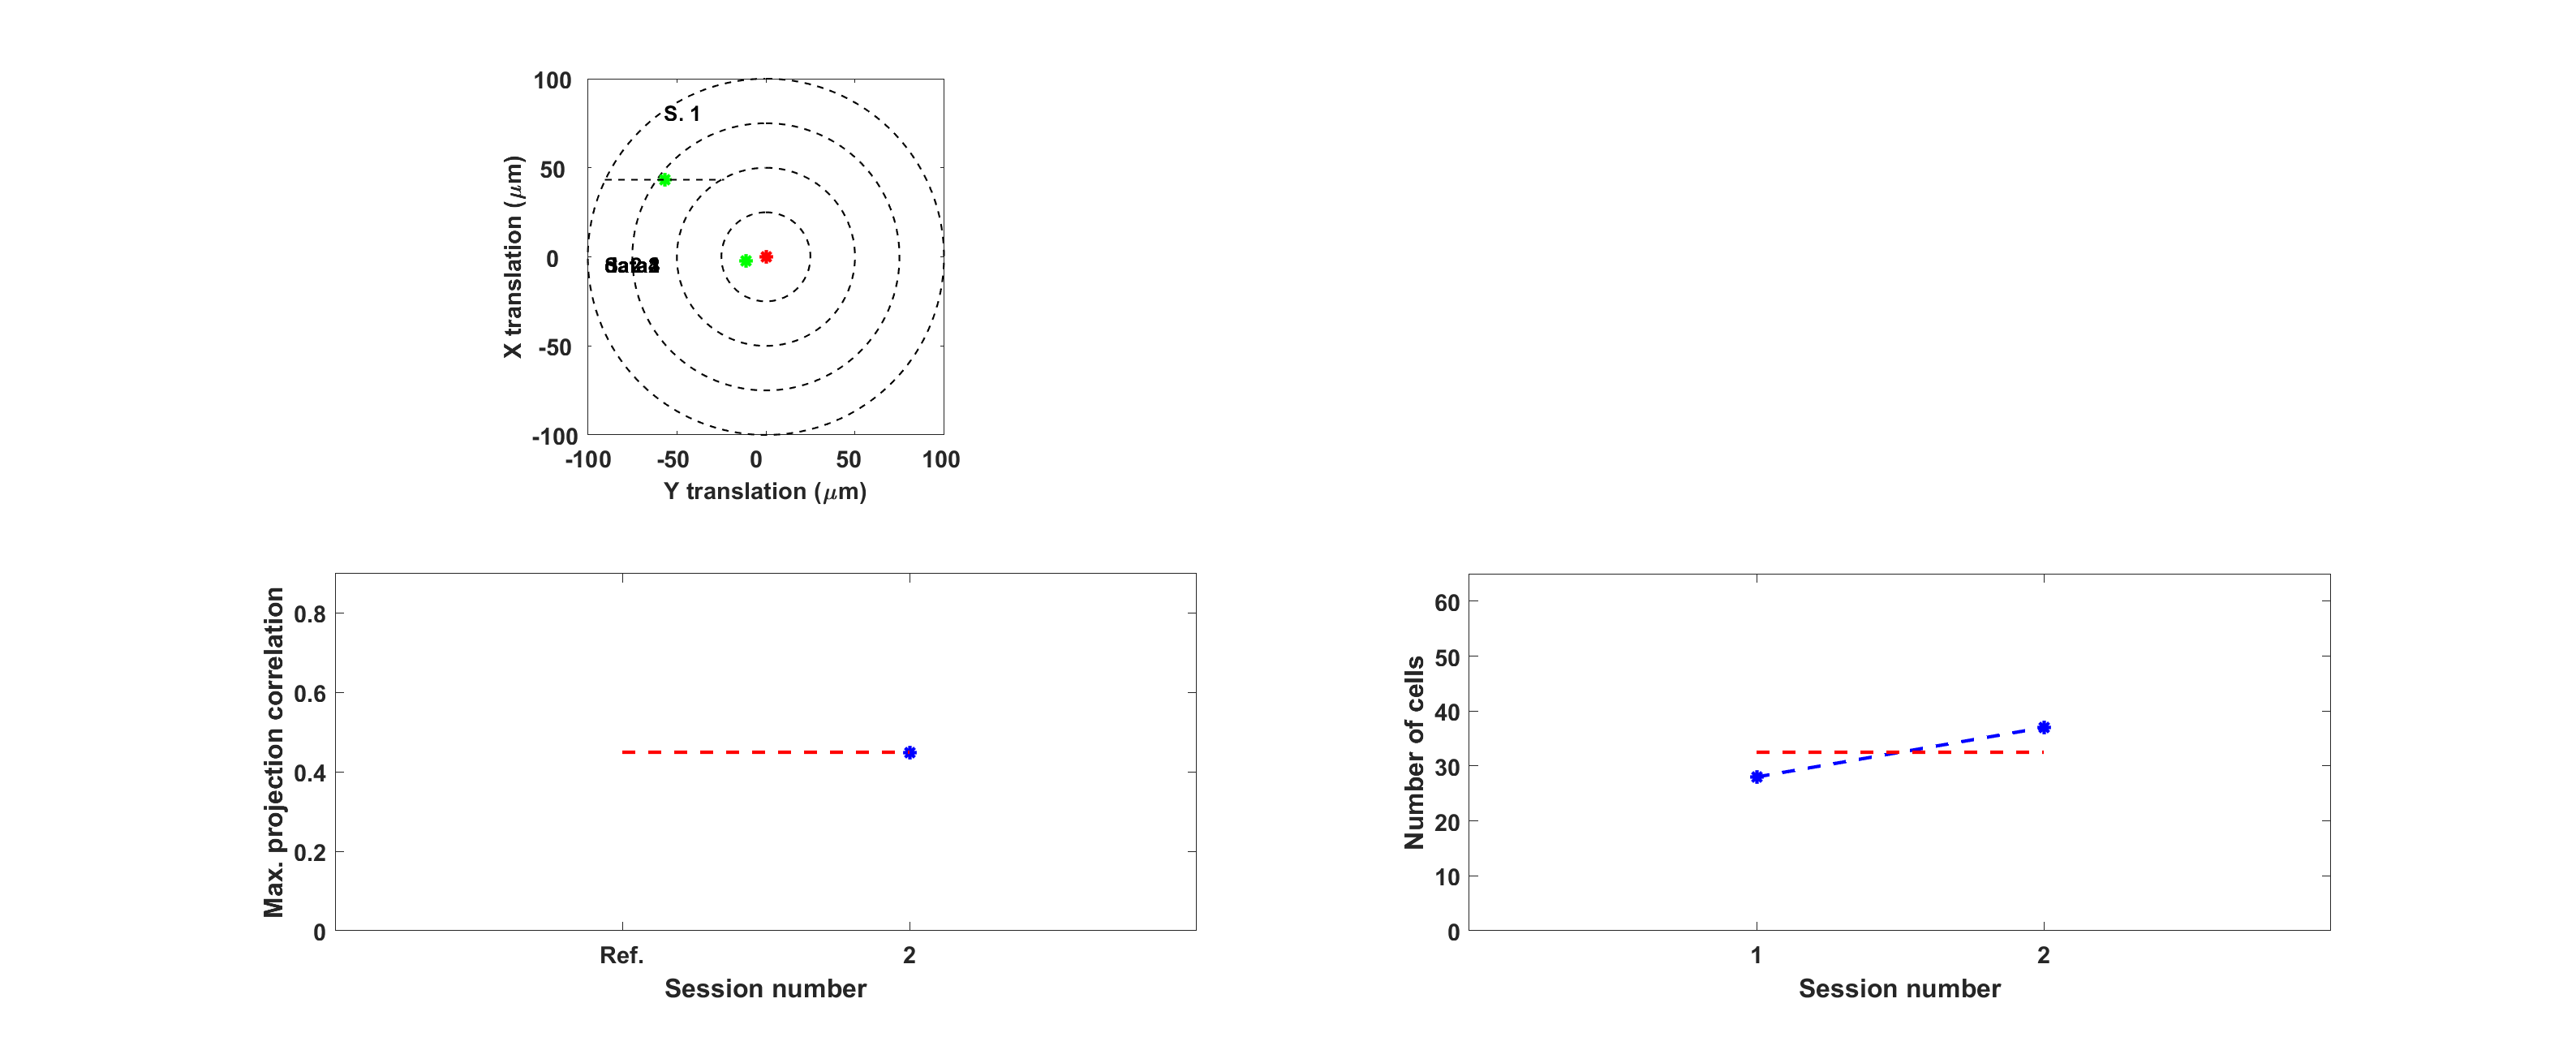 100
S. 1
50
0
-50
-100
X translation (μm)
-100 -50 0 50 100
Y translation (μm)
Max. projection correlation
0.8
0.6
0.4
0.2
0
Ref. 2
Session number
Number of cells
60
50
40
30
20
10
0
1 2
Session number